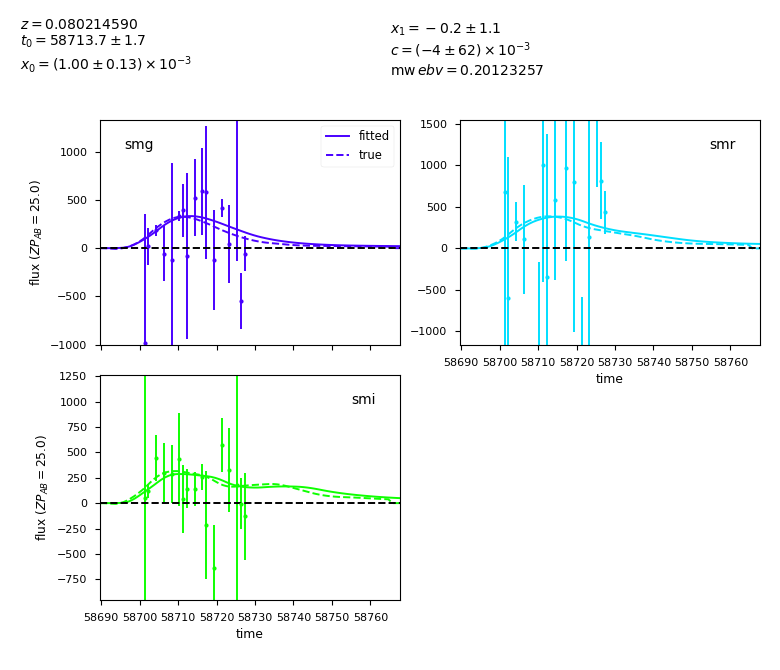 z = 0.080214590
t₀ = 58713.7 ± 1.7
x₀ = (1.00 ± 0.13) × 10⁻³
x₁ = −0.2 ± 1.1
c = (−4 ± 62) × 10⁻³
mw ebv = 0.20123257
smg
fitted
true
1000
500
0
−500
−1000
flux (ZP_AB = 25.0)
smr
1500
1000
500
0
−500
−1000
58690 58700 58710 58720 58730 58740 58750 58760
time
smi
1250
1000
750
500
250
0
−250
−500
−750
flux (ZP_AB = 25.0)
58690 58700 58710 58720 58730 58740 58750 58760
time